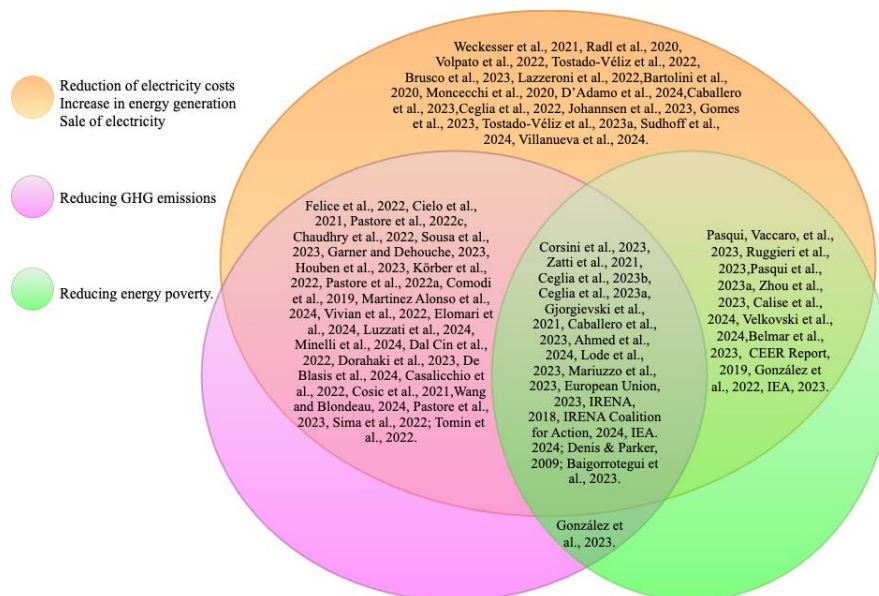 Reduction of electricity costs
Increase in energy generation
Sale of electricity
Reducing GHG emissions
Reducing energy poverty.
Weckesser et al., 2021, Radl et al., 2020,
Volpato et al., 2022, Tostado-Véliz et al., 2022,
Brusco et al., 2023, Lazzeroni et al., 2022,Bartolini et al.,
2020, Moncecchi et al., 2020, D’Adamo et al., 2024,Caballero
et al., 2023,Ceglia et al., 2022, Johannsen et al., 2023, Gomes
et al., 2023, Tostado-Véliz et al., 2023a, Sudhoff et al.,
2024, Villanueva et al., 2024.
Felice et al., 2022, Cielo et al.,
2021, Pastore et al., 2022c,
Chaudhry et al., 2022, Sousa et al.,
2023, Garner and Dehouche, 2023,
Houben et al., 2023, Körber et al.,
2022, Pastore et al., 2022a, Comodi
et al., 2019, Martinez Alonso et al.,
2024, Vivian et al., 2022, Elomari et
al., 2024, Luzzati et al., 2024,
Minelli et al., 2024, Dal Cin et al.,
2022, Dorahaki et al., 2023, De
Blasis et al., 2024, Casalicchio et
al., 2022, Cosic et al., 2021,Wang
and Blondeau, 2024, Pastore et al.,
2023, Sima et al., 2022; Tomin et
al., 2022.
Corsini et al., 2023,
Zatti et al., 2021,
Ceglia et al., 2023b,
Ceglia et al., 2023a,
Gjorgievski et al.,
2021, Caballero et al.,
2023, Ahmed et al.,
2024, Lode et al.,
2023, Mariuzzo et al.,
2023, European Union,
2023, IRENA,
2018, IRENA Coalition
for Action, 2024, IEA.
2024; Denis & Parker,
2009; Baigorrotegui et
al., 2023.
Pasqui, Vaccaro, et al.,
2023, Ruggieri et al.,
2023,Pasqui et al.,
2023a, Zhou et al.,
2023, Calise et al.,
2024, Velkovski et al.,
2024,Belmar et al.,
2023, CEER Report,
2019, González et
al., 2022, IEA, 2023.
González et
al., 2023.